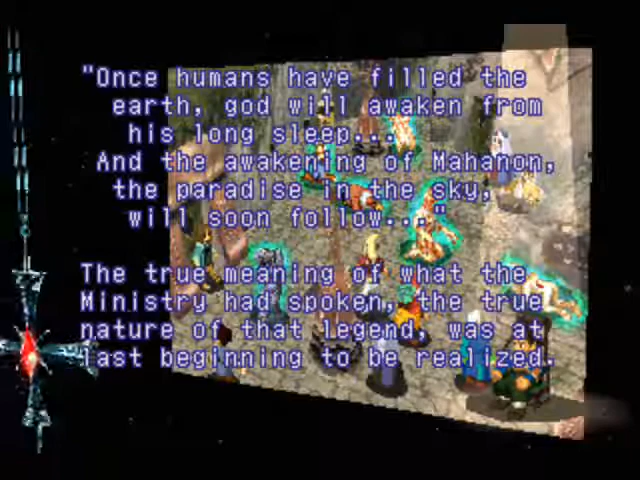 "Once humans have filled the
earth, god will awaken from
his long sleep...
And the awakening of Mahanon,
the paradise in the sky,
will soon follow..."
The true meaning of what the
Ministry had spoken, the true
nature of that legend, was at
last beginning to be realized.